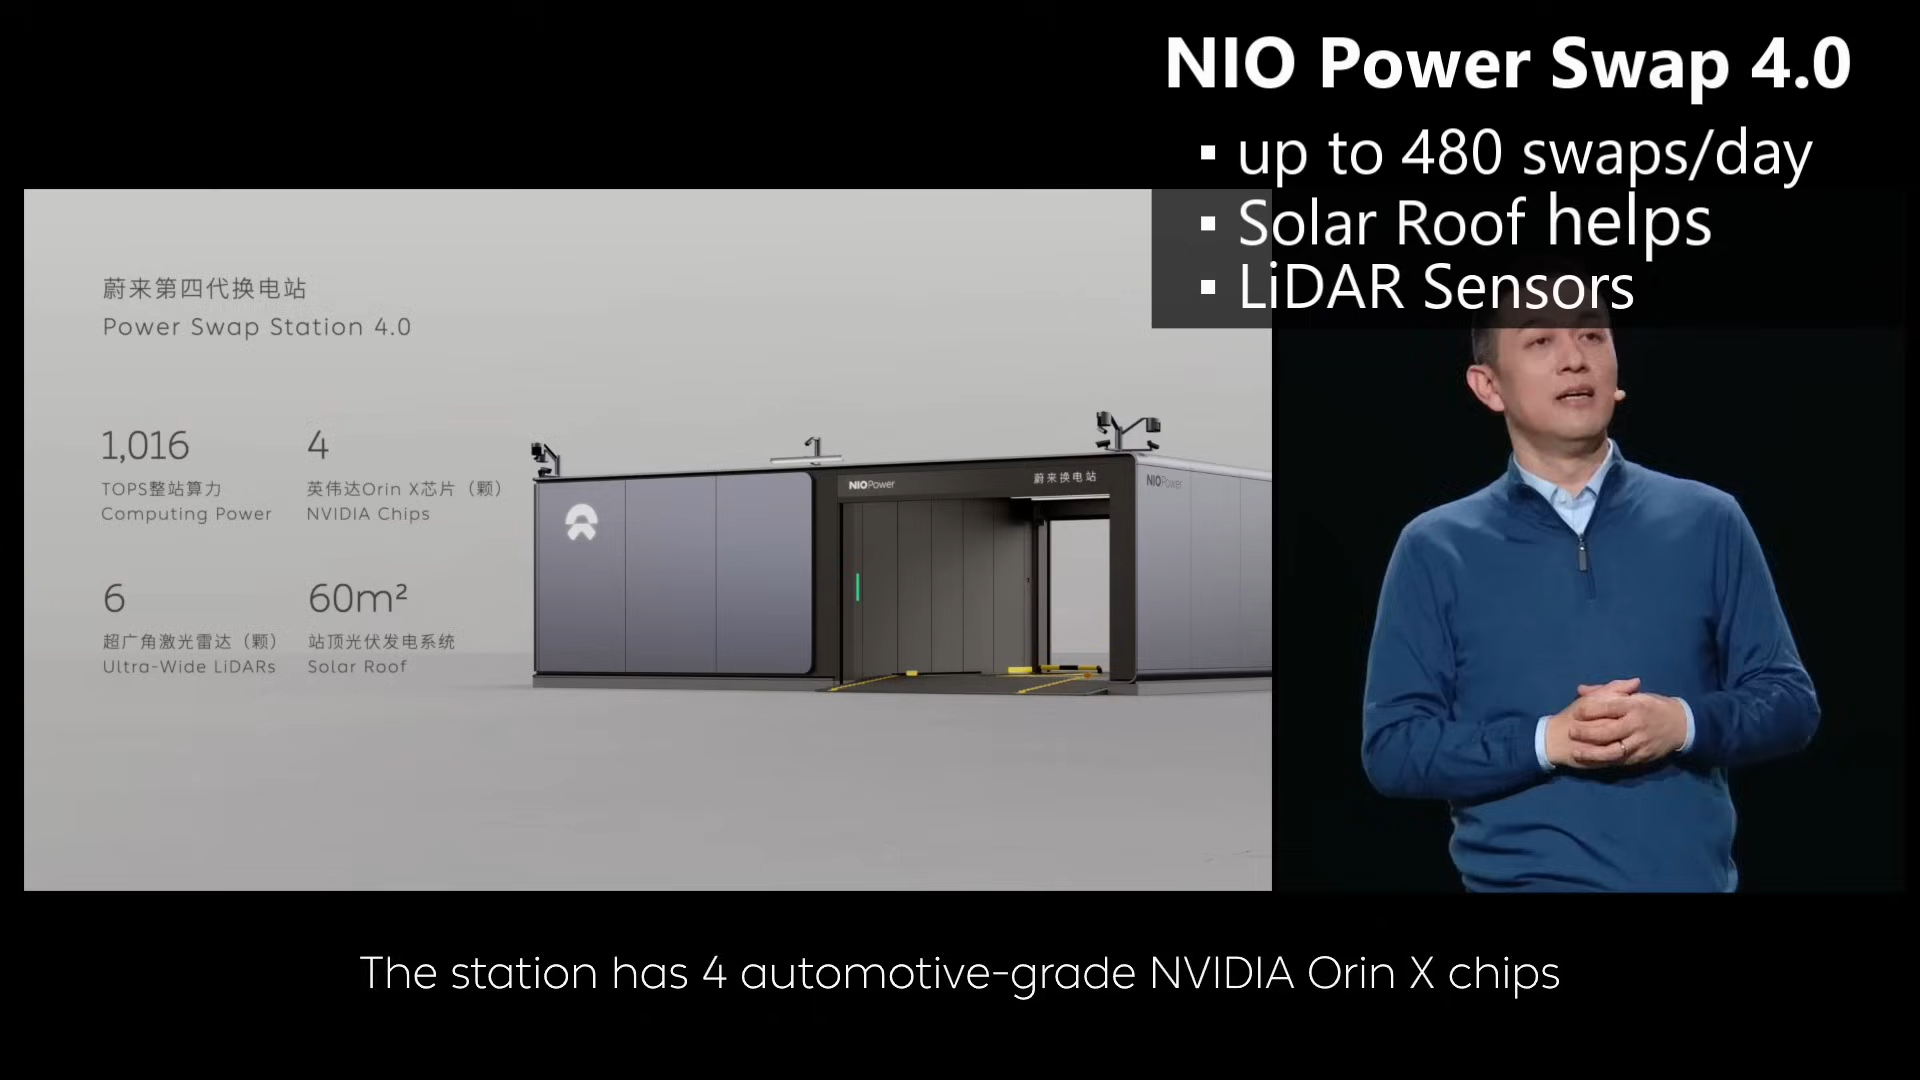 NIO Power Swap 4.0
▪ up to 480 swaps/day
▪ Solar Roof helps
▪ LiDAR Sensors
蔚来第四代换电站
Power Swap Station 4.0
1,016
TOPS整站算力
Computing Power
4
英伟达Orin X芯片（颗）
NVIDIA Chips
6
超广角激光雷达（颗）
Ultra-Wide LiDARs
60m²
站顶光伏发电系统
Solar Roof
NIOPower
蔚来换电站
NIOPower
The station has 4 automotive-grade NVIDIA Orin X chips